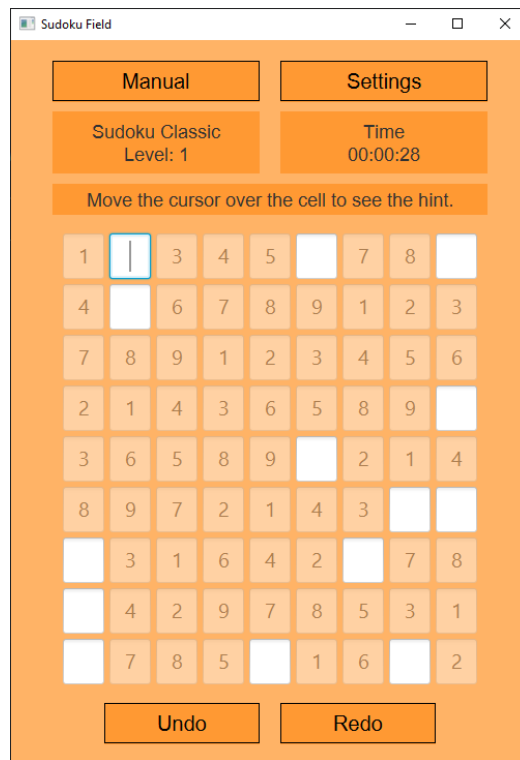 Sudoku Field
Manual Settings
Sudoku Classic
Level: 1
Time
00:00:28
Move the cursor over the cell to see the hint.
1 3 4 5 7 8
4 6 7 8 9 1 2 3
7 8 9 1 2 3 4 5 6
2 1 4 3 6 5 8 9
3 6 5 8 9 2 1 4
8 9 7 2 1 4 3
3 1 6 4 2 7 8
4 2 9 7 8 5 3 1
7 8 5 1 6 2
Undo Redo